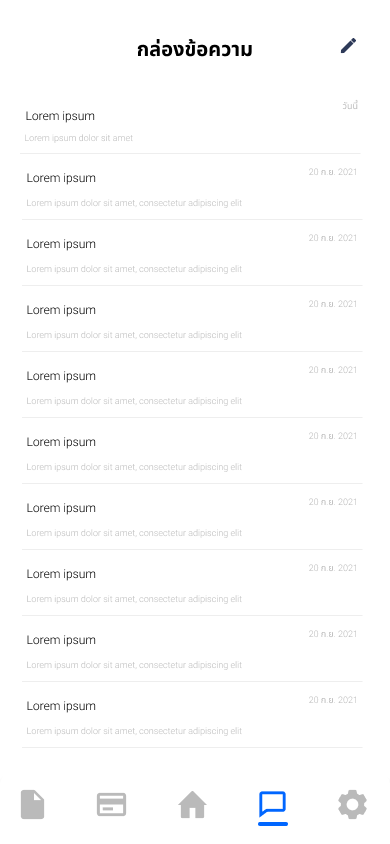 กล่องข้อความ
วันนี้
Lorem ipsum
Lorem ipsum dolor sit amet
20 ก.ย. 2021
Lorem ipsum
Lorem ipsum dolor sit amet, consectetur adipiscing elit
20 ก.ย. 2021
Lorem ipsum
Lorem ipsum dolor sit amet, consectetur adipiscing elit
20 ก.ย. 2021
Lorem ipsum
Lorem ipsum dolor sit amet, consectetur adipiscing elit
20 ก.ย. 2021
Lorem ipsum
Lorem ipsum dolor sit amet, consectetur adipiscing elit
20 ก.ย. 2021
Lorem ipsum
Lorem ipsum dolor sit amet, consectetur adipiscing elit
20 ก.ย. 2021
Lorem ipsum
Lorem ipsum dolor sit amet, consectetur adipiscing elit
20 ก.ย. 2021
Lorem ipsum
Lorem ipsum dolor sit amet, consectetur adipiscing elit
20 ก.ย. 2021
Lorem ipsum
Lorem ipsum dolor sit amet, consectetur adipiscing elit
20 ก.ย. 2021
Lorem ipsum
Lorem ipsum dolor sit amet, consectetur adipiscing elit